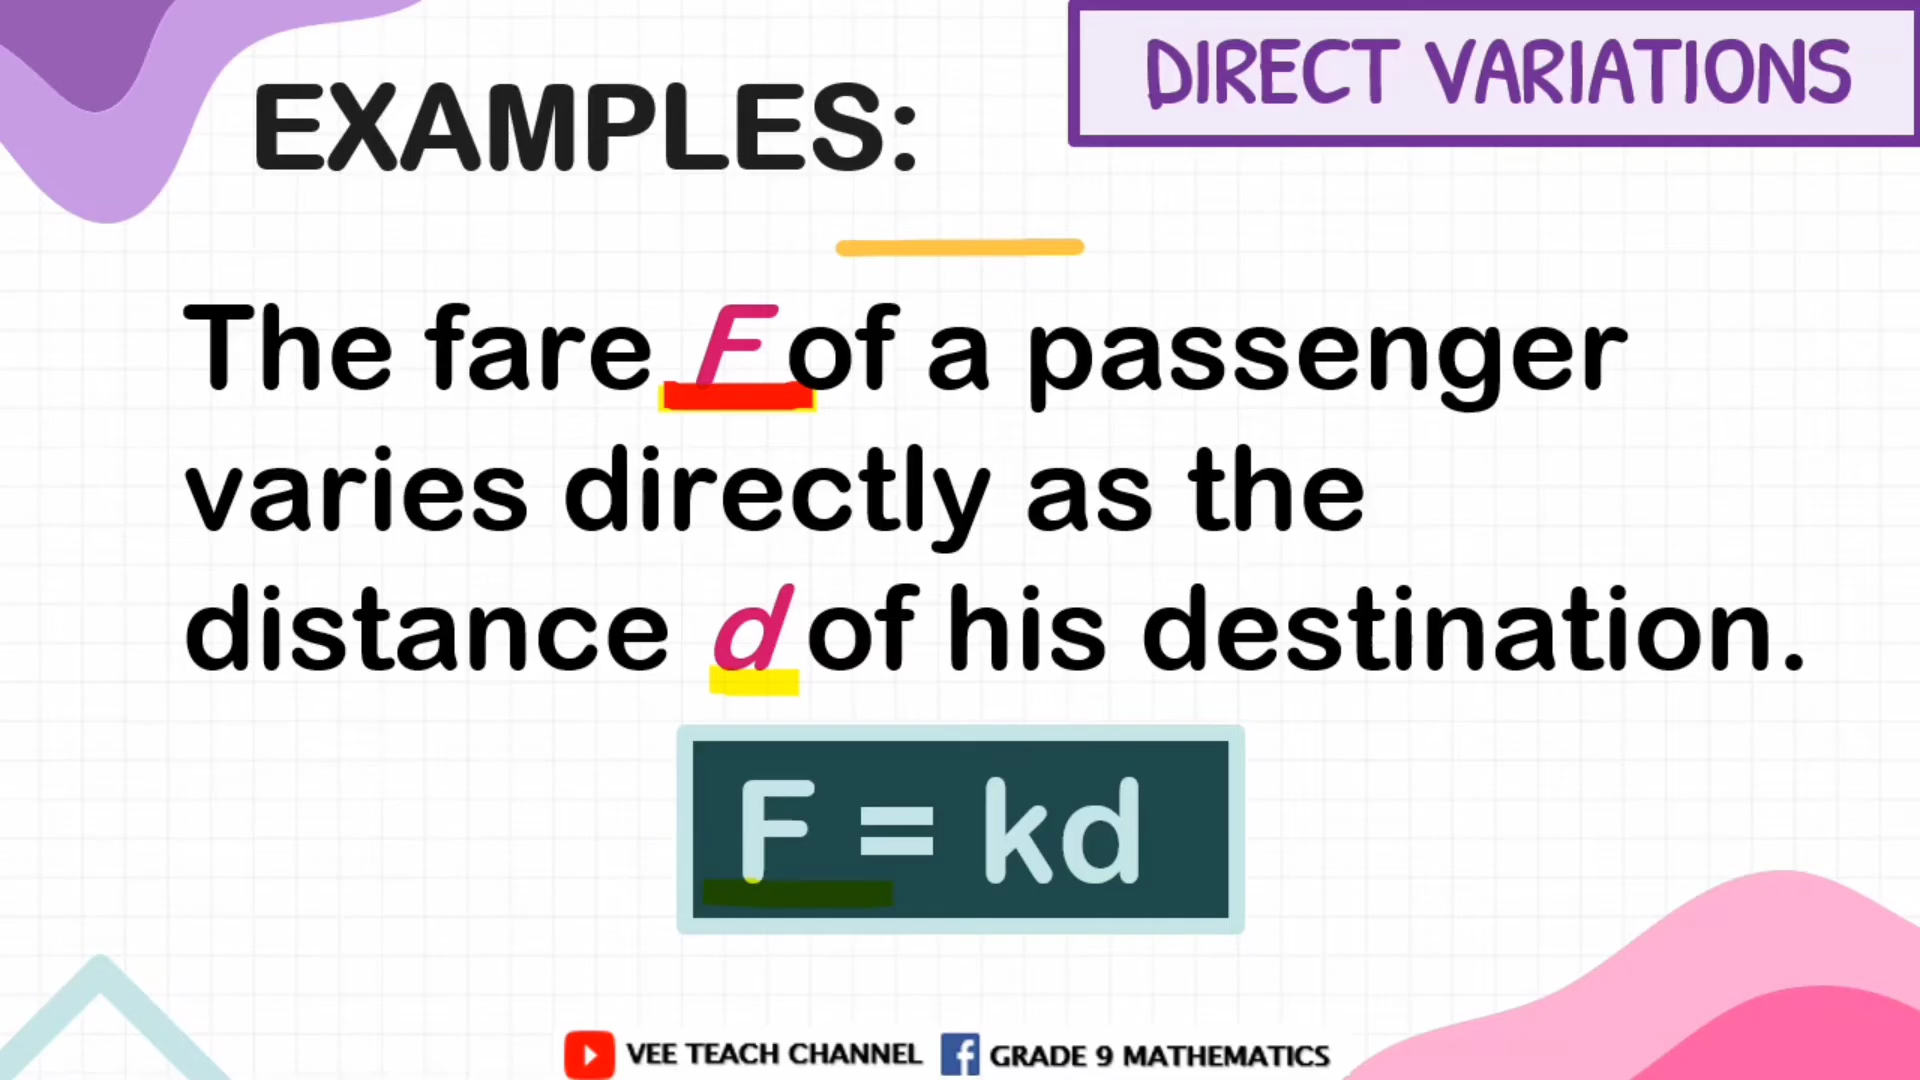 DIRECT VARIATIONS
EXAMPLES:
The fare F of a passenger
varies directly as the
distance d of his destination.
F = kd
VEE TEACH CHANNEL GRADE 9 MATHEMATICS